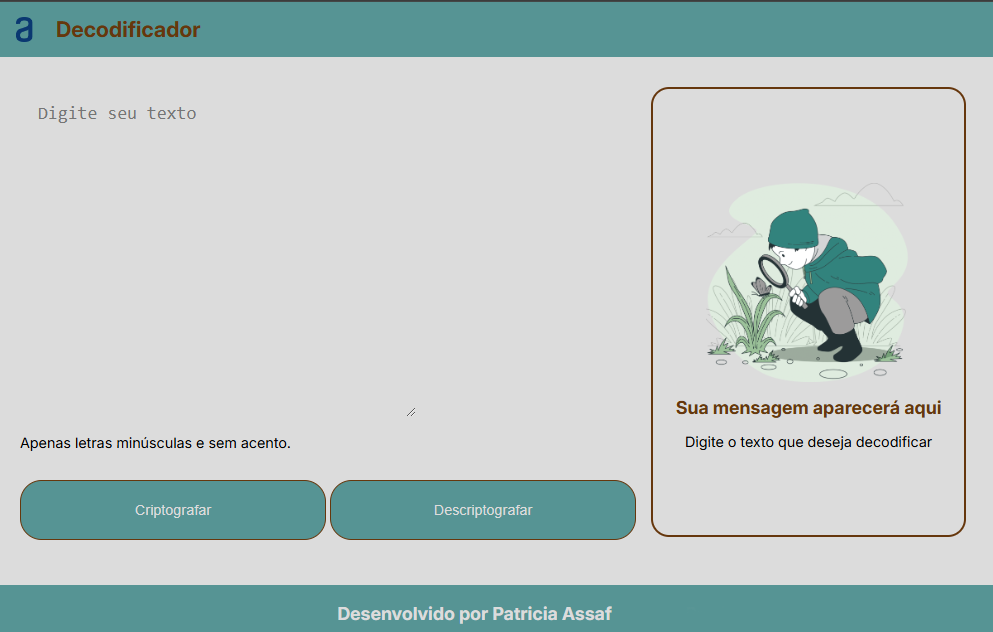 a Decodificador
Digite seu texto
Apenas letras minúsculas e sem acento.
Criptografar
Descriptografar
Sua mensagem aparecerá aqui
Digite o texto que deseja decodificar
Desenvolvido por Patricia Assaf